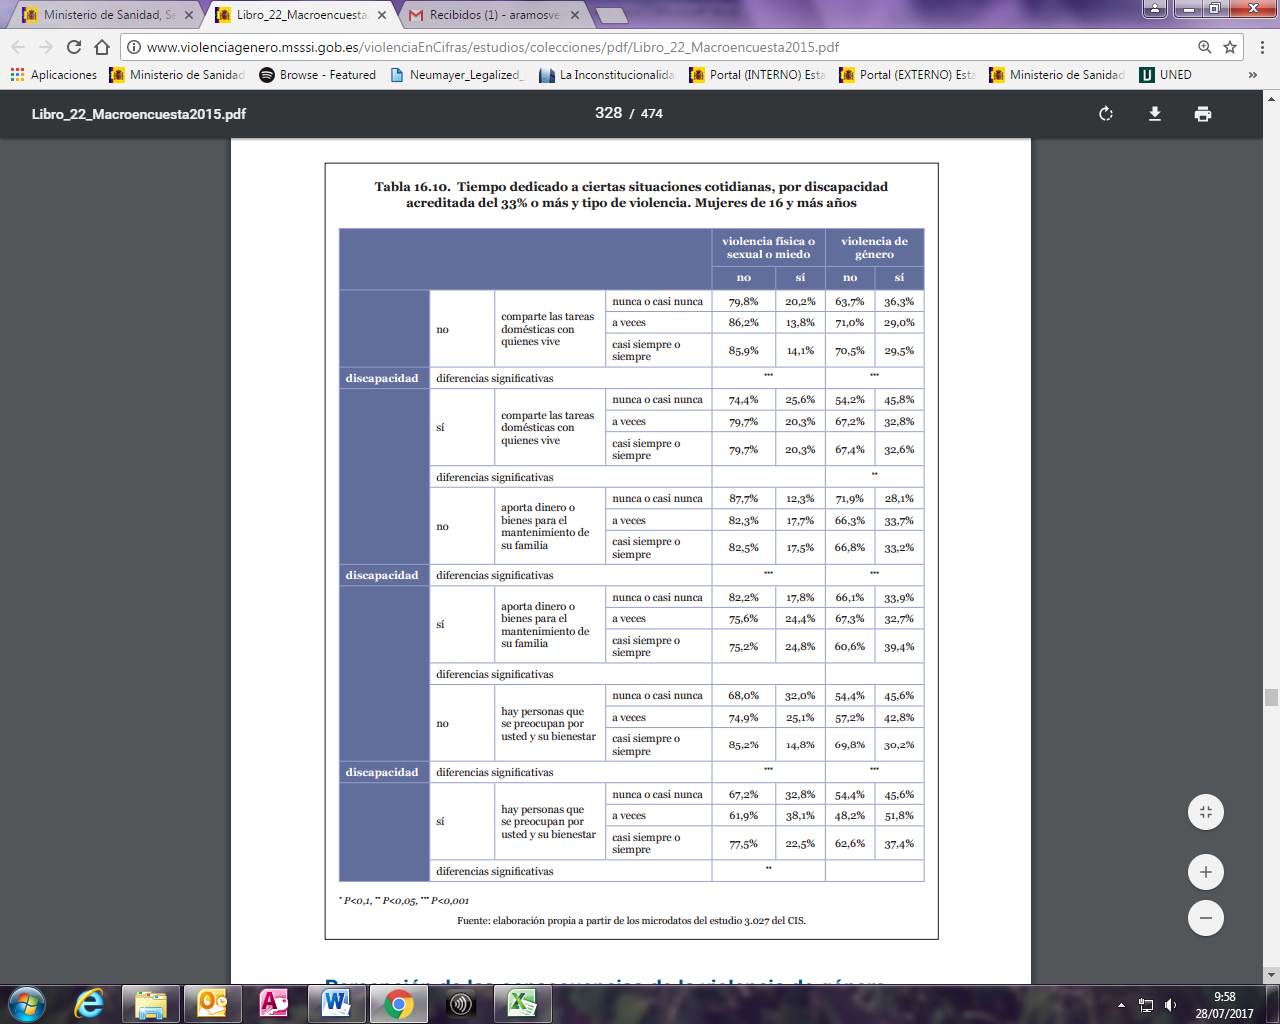 Ministerio de Sanidad, Se
Libro_22_Macroencuesta
Recibidos (1) - aramosve
www.violenciagenero.msssi.gob.es/violenciaEnCifras/estudios/colecciones/pdf/Libro_22_Macroencuesta2015.pdf
Aplicaciones Ministerio de Sanidad Browse - Featured Neumayer_Legalized_ La Inconstitucionalida Portal (INTERNO) Esta Portal (EXTERNO) Esta Ministerio de Sanidad UNED »
Libro_22_Macroencuesta2015.pdf 328 / 474
Tabla 16.10. Tiempo dedicado a ciertas situaciones cotidianas, por discapacidad
acreditada del 33% o más y tipo de violencia. Mujeres de 16 y más años
violencia física o sexual o miedo violencia de género
no sí no sí
no comparte las tareas domésticas con quienes vive
nunca o casi nunca 79,8% 20,2% 63,7% 36,3%
a veces 86,2% 13,8% 71,0% 29,0%
casi siempre o siempre 85,9% 14,1% 70,5% 29,5%
discapacidad diferencias significativas *** ***
sí comparte las tareas domésticas con quienes vive
nunca o casi nunca 74,4% 25,6% 54,2% 45,8%
a veces 79,7% 20,3% 67,2% 32,8%
casi siempre o siempre 79,7% 20,3% 67,4% 32,6%
diferencias significativas **
no aporta dinero o bienes para el mantenimiento de su familia
nunca o casi nunca 87,7% 12,3% 71,9% 28,1%
a veces 82,3% 17,7% 66,3% 33,7%
casi siempre o siempre 82,5% 17,5% 66,8% 33,2%
discapacidad diferencias significativas *** ***
sí aporta dinero o bienes para el mantenimiento de su familia
nunca o casi nunca 82,2% 17,8% 66,1% 33,9%
a veces 75,6% 24,4% 67,3% 32,7%
casi siempre o siempre 75,2% 24,8% 60,6% 39,4%
diferencias significativas
no hay personas que se preocupan por usted y su bienestar
nunca o casi nunca 68,0% 32,0% 54,4% 45,6%
a veces 74,9% 25,1% 57,2% 42,8%
casi siempre o siempre 85,2% 14,8% 69,8% 30,2%
discapacidad diferencias significativas *** ***
sí hay personas que se preocupan por usted y su bienestar
nunca o casi nunca 67,2% 32,8% 54,4% 45,6%
a veces 61,9% 38,1% 48,2% 51,8%
casi siempre o siempre 77,5% 22,5% 62,6% 37,4%
diferencias significativas **
* P<0,1, ** P<0,05, *** P<0,001
Fuente: elaboración propia a partir de los microdatos del estudio 3.027 del CIS.
9:58
28/07/2017